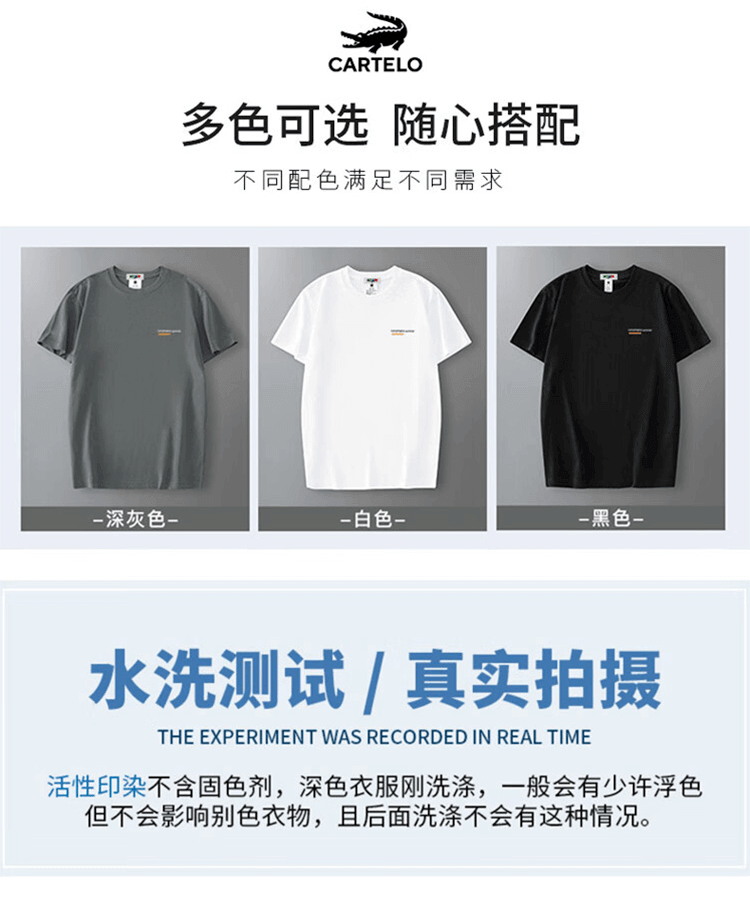 CARTELO
多色可选 随心搭配
不同配色满足不同需求
-深灰色-
-白色-
-黑色-
水洗测试 / 真实拍摄
THE EXPERIMENT WAS RECORDED IN REAL TIME
活性印染不含固色剂，深色衣服刚洗涤，一般会有少许浮色
但不会影响别色衣物，且后面洗涤不会有这种情况。